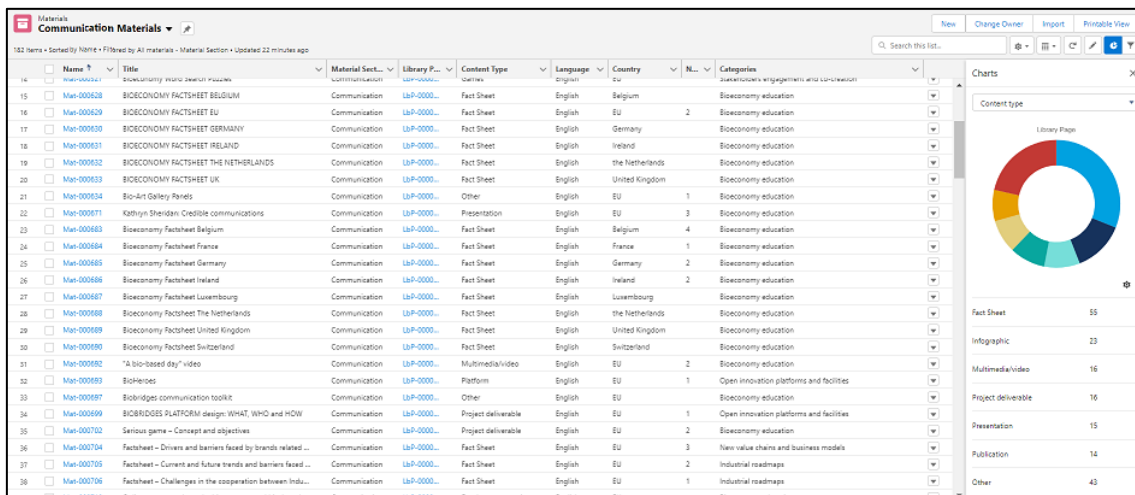 Materials
Communication Materials
New Change Owner Import Printable View
182 items • Sorted by Name • Filtered by All materials - Material Section • Updated 22 minutes ago
Search this list...
Name Title Material Sect... Library P... Content Type Language Country N... Categories
Mat-000527 Bioeconomy Word Search Puzzles Communication LbP-0000... Games English EU Stakeholders engagement and co-creation
15 Mat-000628 BIOECONOMY FACTSHEET BELGIUM Communication LbP-0000... Fact Sheet English Belgium Bioeconomy education
16 Mat-000629 BIOECONOMY FACTSHEET EU Communication LbP-0000... Fact Sheet English EU 2 Bioeconomy education
17 Mat-000630 BIOECONOMY FACTSHEET GERMANY Communication LbP-0000... Fact Sheet English Germany Bioeconomy education
18 Mat-000631 BIOECONOMY FACTSHEET IRELAND Communication LbP-0000... Fact Sheet English Ireland Bioeconomy education
19 Mat-000632 BIOECONOMY FACTSHEET THE NETHERLANDS Communication LbP-0000... Fact Sheet English the Netherlands Bioeconomy education
20 Mat-000633 BIOECONOMY FACTSHEET UK Communication LbP-0000... Fact Sheet English United Kingdom Bioeconomy education
21 Mat-000634 Bio-Art Gallery Panels Communication LbP-0000... Other English EU 1 Bioeconomy education
22 Mat-000671 Kathryn Sheridan: Credible communications Communication LbP-0000... Presentation English EU 3 Bioeconomy education
23 Mat-000683 Bioeconomy Factsheet Belgium Communication LbP-0000... Fact Sheet English Belgium 4 Bioeconomy education
24 Mat-000684 Bioeconomy Factsheet France Communication LbP-0000... Fact Sheet English France 1 Bioeconomy education
25 Mat-000685 Bioeconomy Factsheet Germany Communication LbP-0000... Fact Sheet English Germany 2 Bioeconomy education
26 Mat-000686 Bioeconomy Factsheet Ireland Communication LbP-0000... Fact Sheet English Ireland 2 Bioeconomy education
27 Mat-000687 Bioeconomy Factsheet Luxembourg Communication LbP-0000... Fact Sheet English Luxembourg Bioeconomy education
28 Mat-000688 Bioeconomy Factsheet The Netherlands Communication LbP-0000... Fact Sheet English the Netherlands Bioeconomy education
29 Mat-000689 Bioeconomy Factsheet United Kingdom Communication LbP-0000... Fact Sheet English United Kingdom Bioeconomy education
30 Mat-000690 Bioeconomy Factsheet Switzerland Communication LbP-0000... Fact Sheet English Switzerland Bioeconomy education
31 Mat-000692 "A bio-based day" video Communication LbP-0000... Multimedia/video English EU 2 Bioeconomy education
32 Mat-000693 BioHeroes Communication LbP-0000... Platform English EU 1 Open innovation platforms and facilities
33 Mat-000697 Biobridges communication toolkit Communication LbP-0000... Other English EU Bioeconomy education
34 Mat-000699 BIOBRIDGES PLATFORM design: WHAT, WHO and HOW Communication LbP-0000... Project deliverable English EU 1 Open innovation platforms and facilities
35 Mat-000702 Serious game – Concept and objectives Communication LbP-0000... Project deliverable English EU 2 Bioeconomy education
36 Mat-000704 Factsheet – Drivers and barriers faced by brands related ... Communication LbP-0000... Fact Sheet English EU 3 New value chains and business models
37 Mat-000705 Factsheet – Current and future trends and barriers faced ... Communication LbP-0000... Fact Sheet English EU 2 Industrial roadmaps
38 Mat-000706 Factsheet – Challenges in the cooperation between Indu... Communication LbP-0000... Fact Sheet English EU 1 Industrial roadmaps
Charts
Content type
Library Page
Fact Sheet 55
Infographic 23
Multimedia/video 16
Project deliverable 16
Presentation 15
Publication 14
Other 43